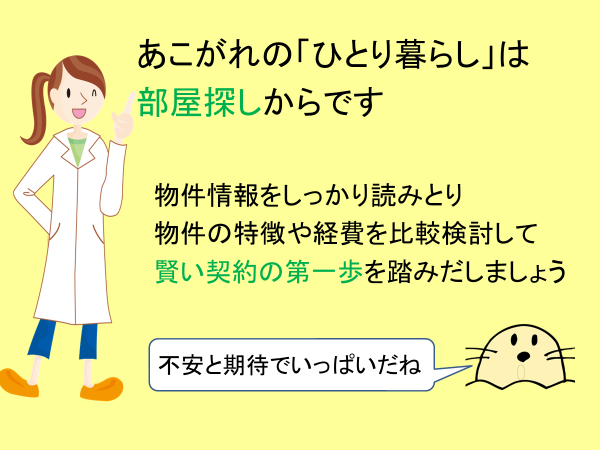 あこがれの「ひとり暮らし」は
部屋探しからです
物件情報をしっかり読みとり
物件の特徴や経費を比較検討して
賢い契約の第一歩を踏みだしましょう
不安と期待でいっぱいだね